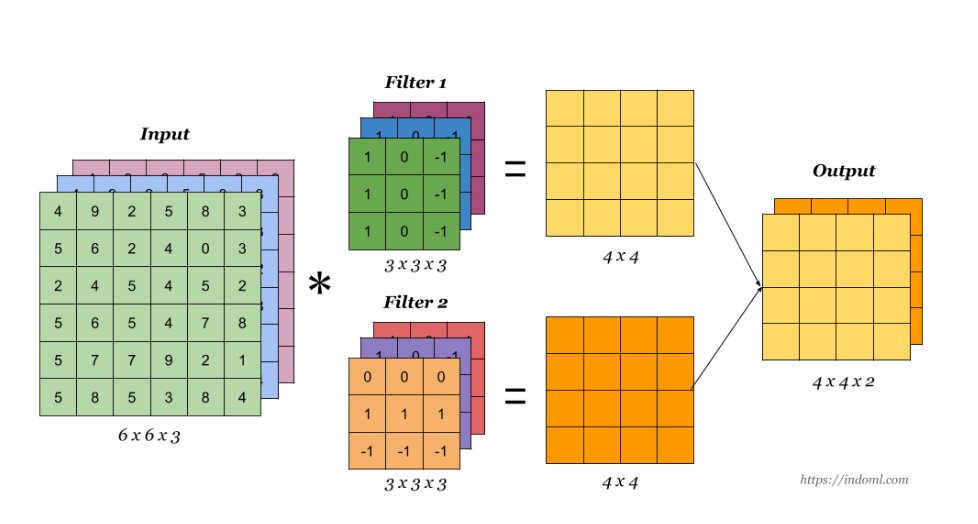 Filter 1
Input
Output
1 0 -1
1 0 -1
1 0 -1
3 x 3 x 3
4 9 2 5 8 3
5 6 2 4 0 3
2 4 5 4 5 2
5 6 5 4 7 8
5 7 7 9 2 1
5 8 5 3 8 4
6 x 6 x 3
*
=
4 x 4
Filter 2
1 0 -1
0 0 0
1 1 1
-1 -1 -1
3 x 3 x 3
=
4 x 4
4 x 4 x 2
https://indoml.com